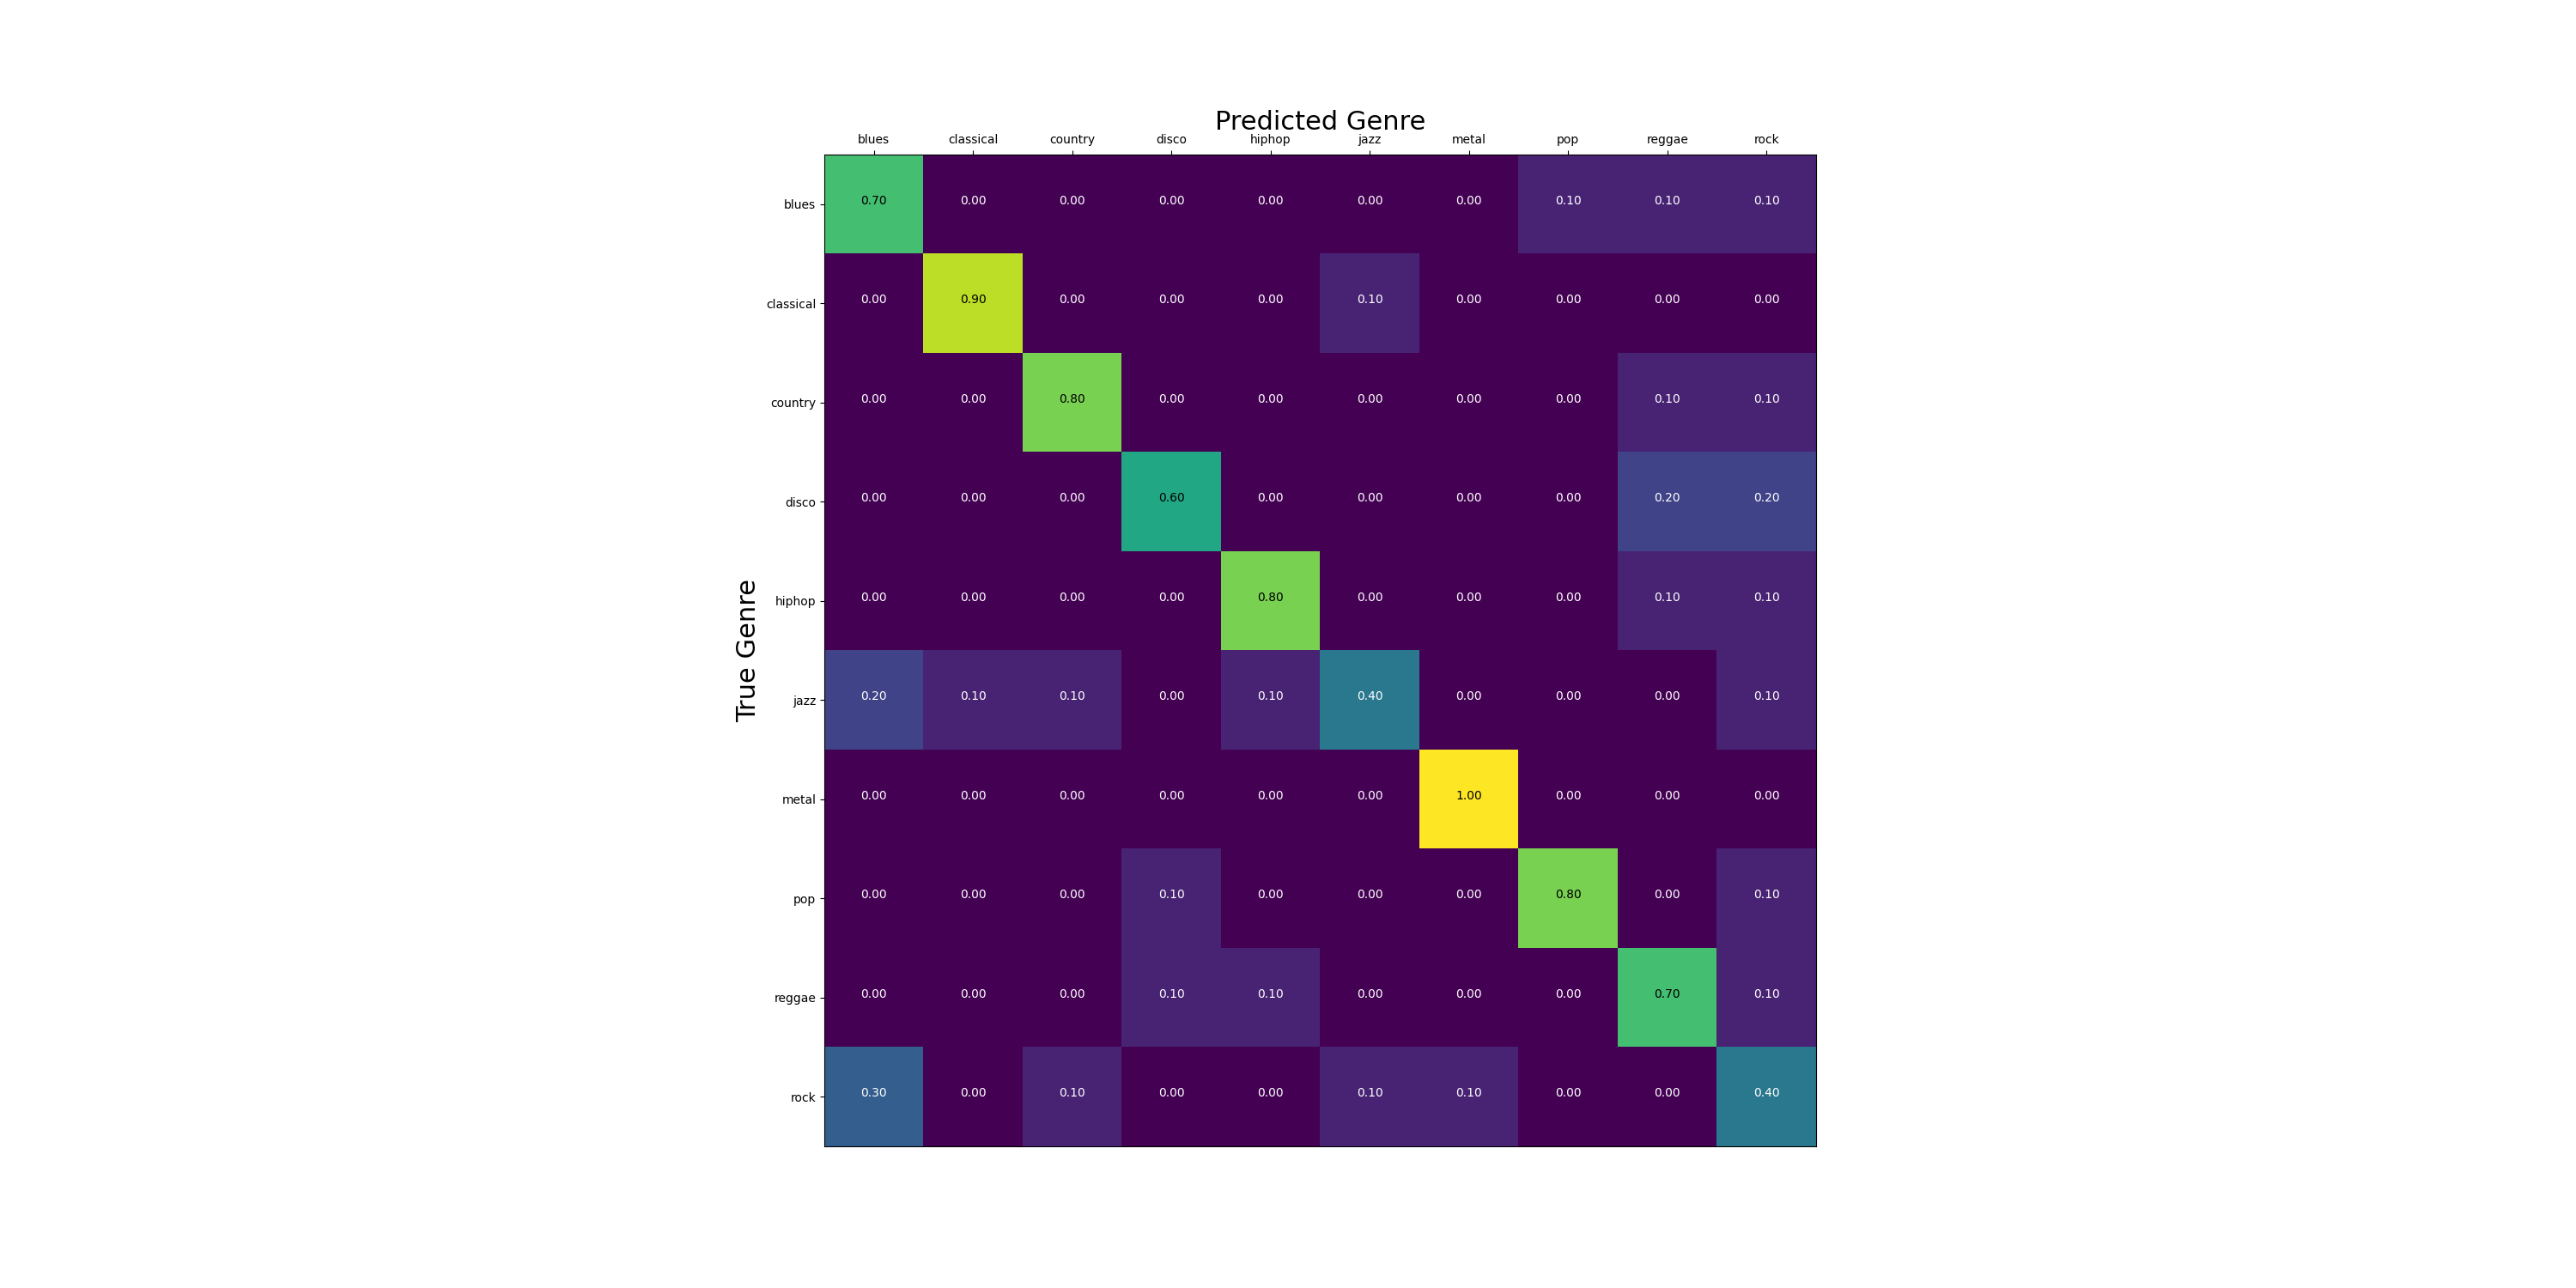 Predicted Genre
blues classical country disco hiphop jazz metal pop reggae rock
blues 0.70 0.00 0.00 0.00 0.00 0.00 0.00 0.10 0.10 0.10
classical 0.00 0.90 0.00 0.00 0.00 0.10 0.00 0.00 0.00 0.00
country 0.00 0.00 0.80 0.00 0.00 0.00 0.00 0.00 0.10 0.10
disco 0.00 0.00 0.00 0.60 0.00 0.00 0.00 0.00 0.20 0.20
hiphop 0.00 0.00 0.00 0.00 0.80 0.00 0.00 0.00 0.10 0.10
True Genre
jazz 0.20 0.10 0.10 0.00 0.10 0.40 0.00 0.00 0.00 0.10
metal 0.00 0.00 0.00 0.00 0.00 0.00 1.00 0.00 0.00 0.00
pop 0.00 0.00 0.00 0.10 0.00 0.00 0.00 0.80 0.00 0.10
reggae 0.00 0.00 0.00 0.10 0.10 0.00 0.00 0.00 0.70 0.10
rock 0.30 0.00 0.10 0.00 0.00 0.10 0.10 0.00 0.00 0.40